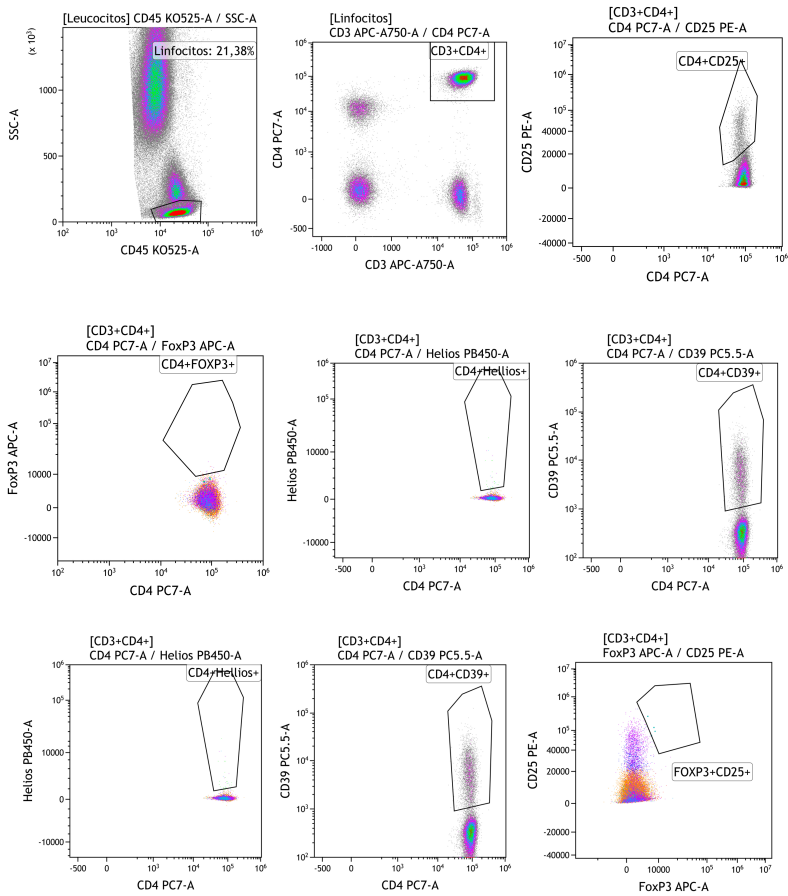 [Leucocitos] CD45 KO525-A / SSC-A
(x 10³)
SSC-A
1000
500
0
Linfocitos: 21,38%
10² 10³ 10⁴ 10⁵ 10⁶
CD45 KO525-A
[Linfocitos]
CD3 APC-A750-A / CD4 PC7-A
CD4 PC7-A
10⁶
10⁵
10⁴
10³
0
-500
CD3+CD4+
-1000 0 1000 10⁴ 10⁵ 10⁶
CD3 APC-A750-A
[CD3+CD4+]
CD4 PC7-A / CD25 PE-A
CD25 PE-A
10⁷
10⁶
10⁵
40000
20000
0
-20000
-40000
CD4+CD25+
-500 0 10³ 10⁴ 10⁵ 10⁶
CD4 PC7-A
[CD3+CD4+]
CD4 PC7-A / FoxP3 APC-A
FoxP3 APC-A
10⁷
10⁶
10⁵
10000
0
-10000
CD4+FOXP3+
10² 10³ 10⁴ 10⁵ 10⁶
CD4 PC7-A
[CD3+CD4+]
CD4 PC7-A / Helios PB450-A
Helios PB450-A
10⁶
10⁵
10000
0
-10000
CD4+Hellios+
-500 0 10³ 10⁴ 10⁵ 10⁶
CD4 PC7-A
[CD3+CD4+]
CD4 PC7-A / CD39 PC5.5-A
CD39 PC5.5-A
10⁶
10⁵
10⁴
10³
10²
CD4+CD39+
-500 0 10³ 10⁴ 10⁵ 10⁶
CD4 PC7-A
[CD3+CD4+]
CD4 PC7-A / Helios PB450-A
Helios PB450-A
10⁶
10⁵
10000
0
-10000
CD4+Hellios+
-500 0 10³ 10⁴ 10⁵ 10⁶
CD4 PC7-A
[CD3+CD4+]
CD4 PC7-A / CD39 PC5.5-A
CD39 PC5.5-A
10⁶
10⁵
10⁴
10³
10²
CD4+CD39+
-500 0 10³ 10⁴ 10⁵ 10⁶
CD4 PC7-A
[CD3+CD4+]
FoxP3 APC-A / CD25 PE-A
CD25 PE-A
10⁷
10⁶
10⁵
40000
20000
0
-20000
-40000
FOXP3+CD25+
-10000 0 10000 10⁵ 10⁶ 10⁷
FoxP3 APC-A